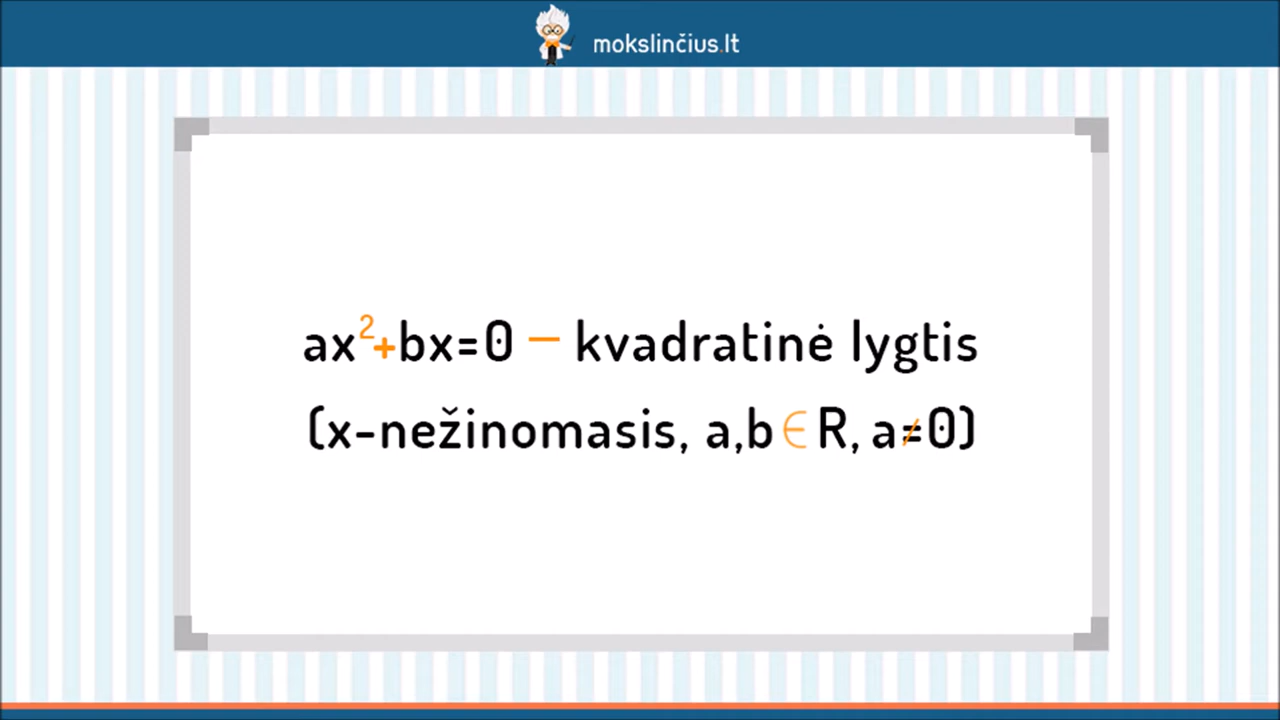 mokslinčius.lt
ax²+bx=0 – kvadratinė lygtis
(x-nežinomasis, a,b∈R, a≠0)